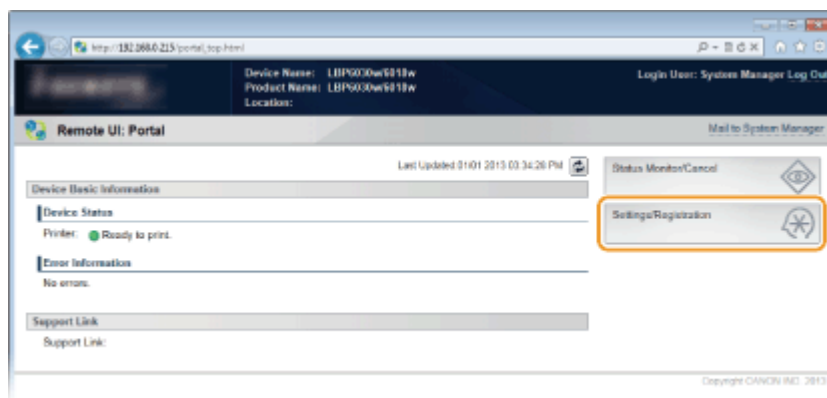 http://192.168.0.215/portal_top.html
Device Name: LBP6030w/6018w
Product Name: LBP6030w/6018w
Location:
Login User: System Manager Log Out
Remote UI: Portal
Mail to System Manager
Last Updated 01/01 2013 03:34:28 PM
Device Basic Information
Device Status
Printer: Ready to print.
Error Information
No errors.
Support Link
Support Link:
Status Monitor/Cancel
Settings/Registration
Copyright CANON INC. 2013